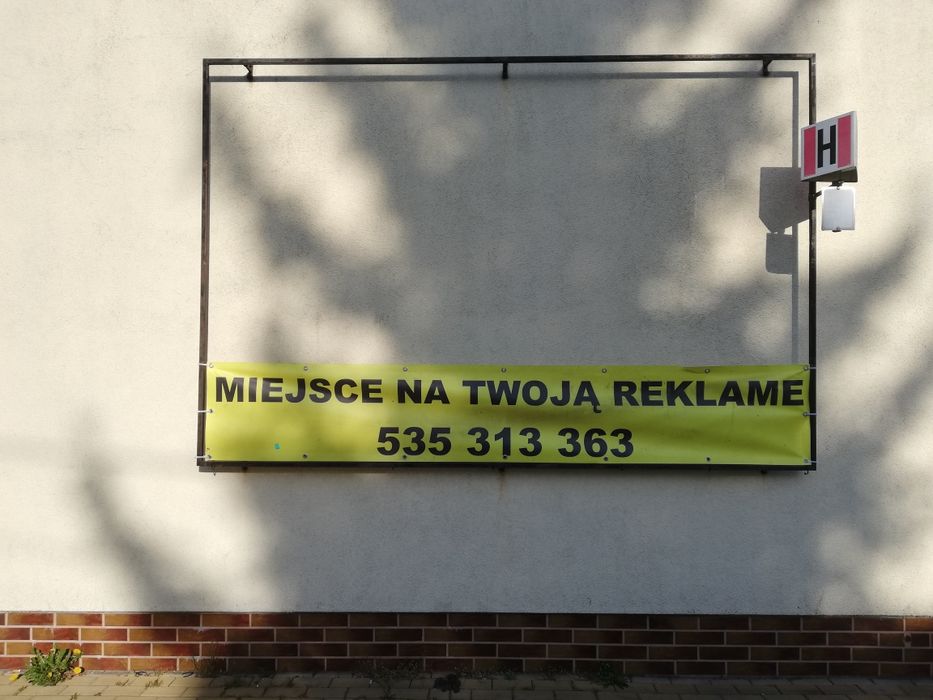 H
MIEJSCE NA TWOJĄ REKLAME
535 313 363